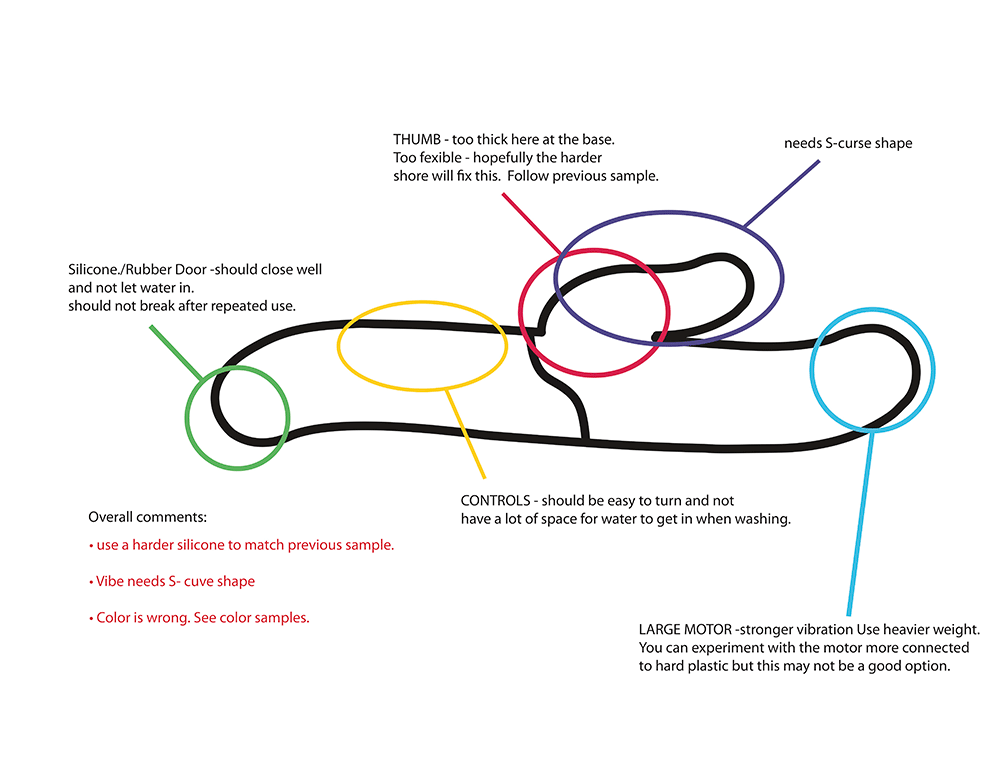 THUMB - too thick here at the base.
Too fexible - hopefully the harder
shore will fix this. Follow previous sample.
needs S-curse shape
Silicone./Rubber Door -should close well
and not let water in.
should not break after repeated use.
CONTROLS - should be easy to turn and not
have a lot of space for water to get in when washing.
Overall comments:
• use a harder silicone to match previous sample.
• Vibe needs S- cuve shape
• Color is wrong. See color samples.
LARGE MOTOR -stronger vibration Use heavier weight.
You can experiment with the motor more connected
to hard plastic but this may not be a good option.